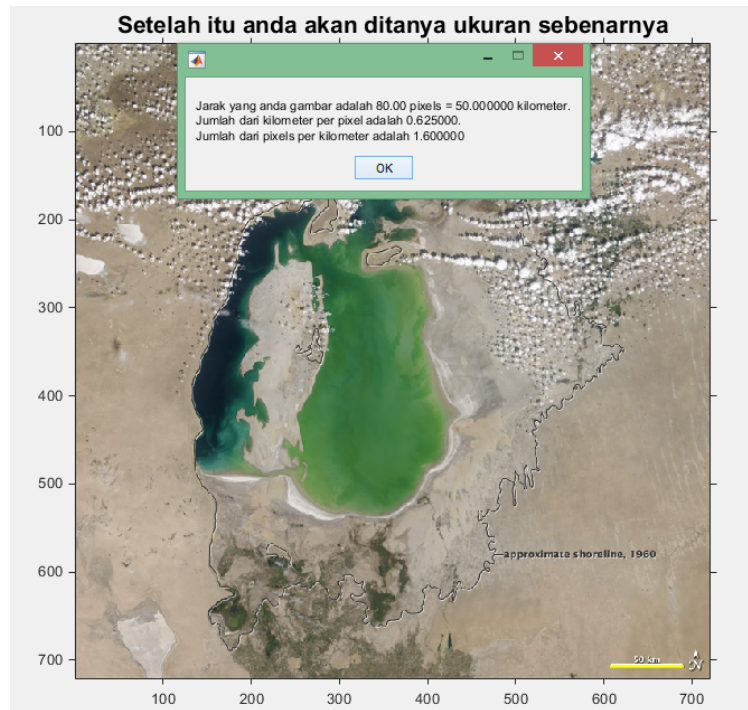 Setelah itu anda akan ditanya ukuran sebenarnya
Jarak yang anda gambar adalah 80.00 pixels = 50.000000 kilometer.
Jumlah dari kilometer per pixel adalah 0.625000.
Jumlah dari pixels per kilometer adalah 1.600000
OK
100
200
300
400
500
600
700
approximate shoreline, 1960
50 km
N
100
200
300
400
500
600
700